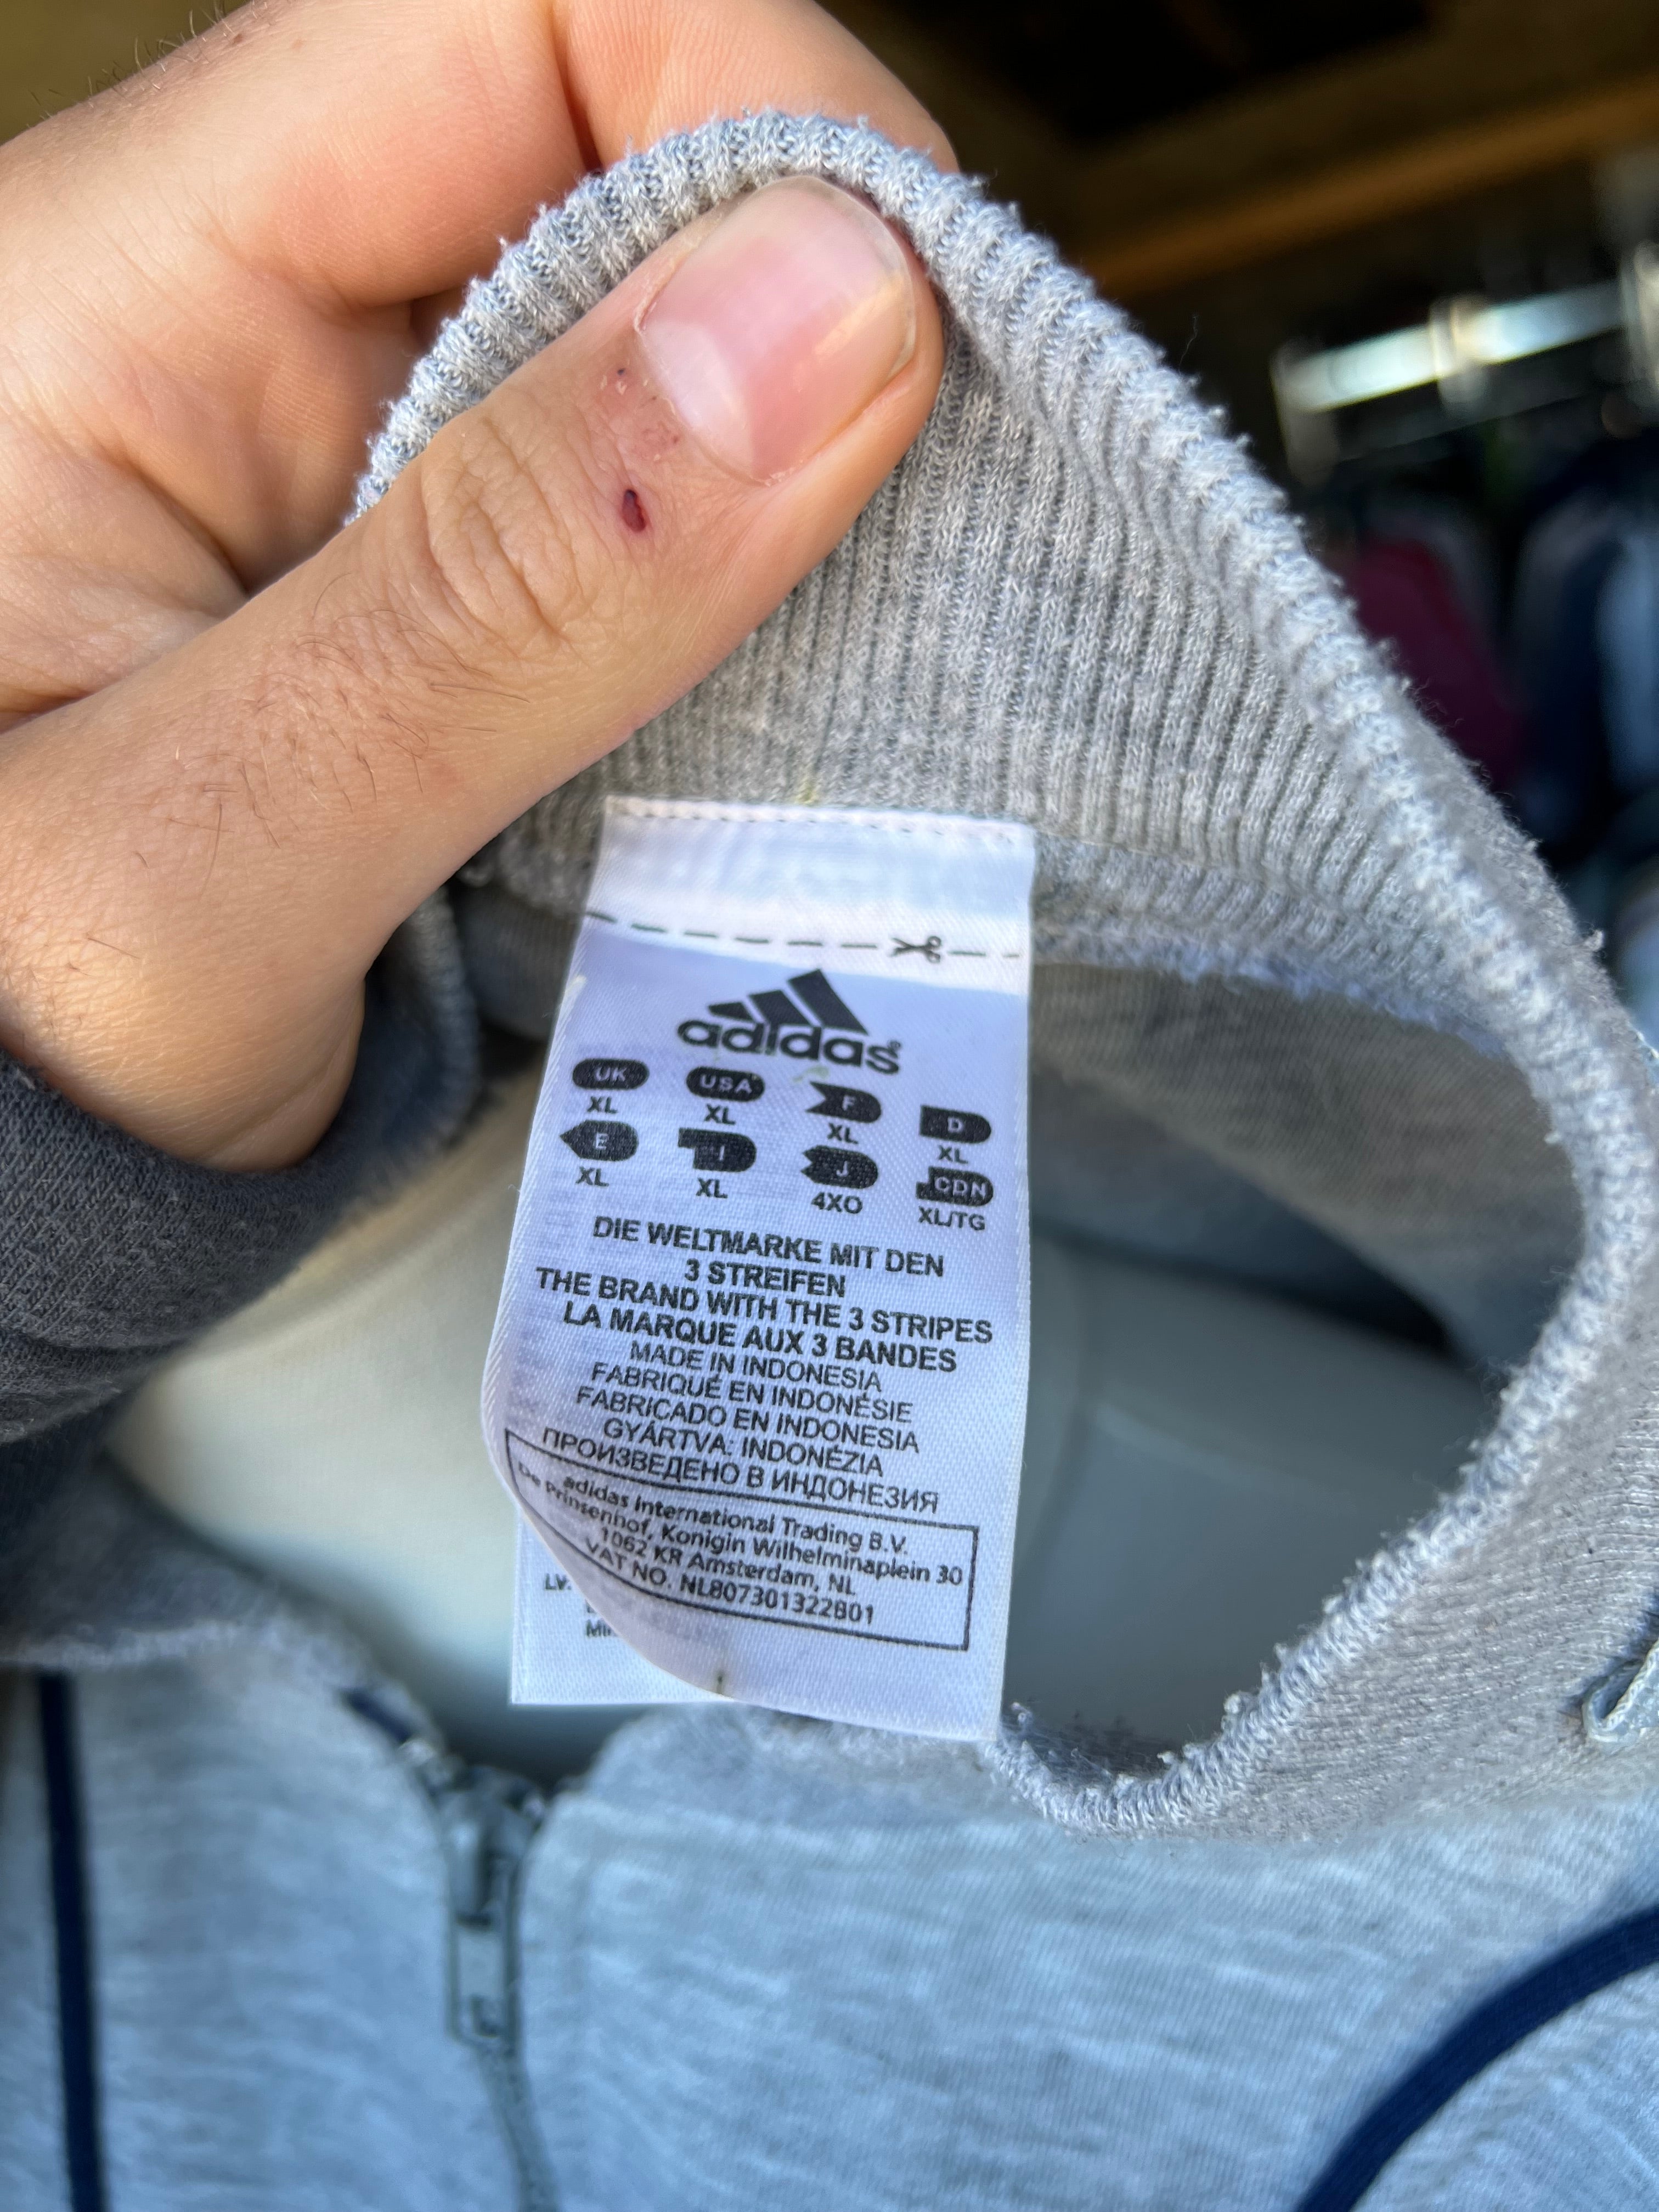 adidas®
UK USA F D
XL XL XL XL
E I J CDN
XL XL 4XO XL/TG
DIE WELTMARKE MIT DEN
3 STREIFEN
THE BRAND WITH THE 3 STRIPES
LA MARQUE AUX 3 BANDES
MADE IN INDONESIA
FABRIQUÉ EN INDONÉSIE
FABRICADO EN INDONESIA
GYÁRTVA: INDONÉZIA
ПРОИЗВЕДЕНО В ИНДОНЕЗИЯ
adidas International Trading B.V.
De Prinsenhof, Konigin Wilhelminaplein 30
1062 KR Amsterdam, NL
VAT NO. NL807301322B01
LV: